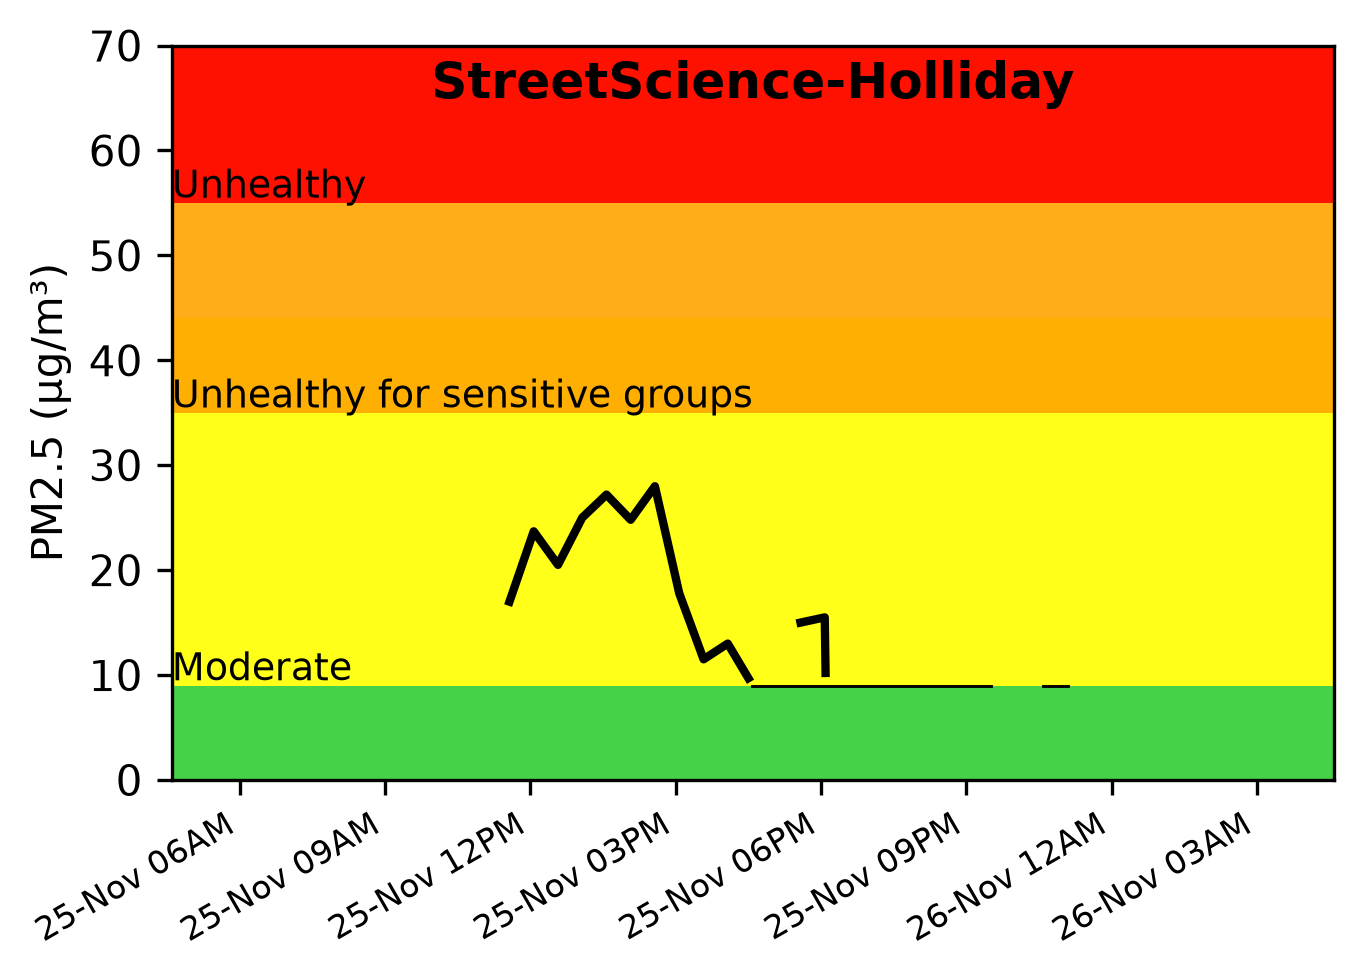 StreetScience-Holliday
70
60
50
40
30
20
10
0
PM2.5 (µg/m³)
Unhealthy
Unhealthy for sensitive groups
Moderate
25-Nov 06AM
25-Nov 09AM
25-Nov 12PM
25-Nov 03PM
25-Nov 06PM
25-Nov 09PM
26-Nov 12AM
26-Nov 03AM